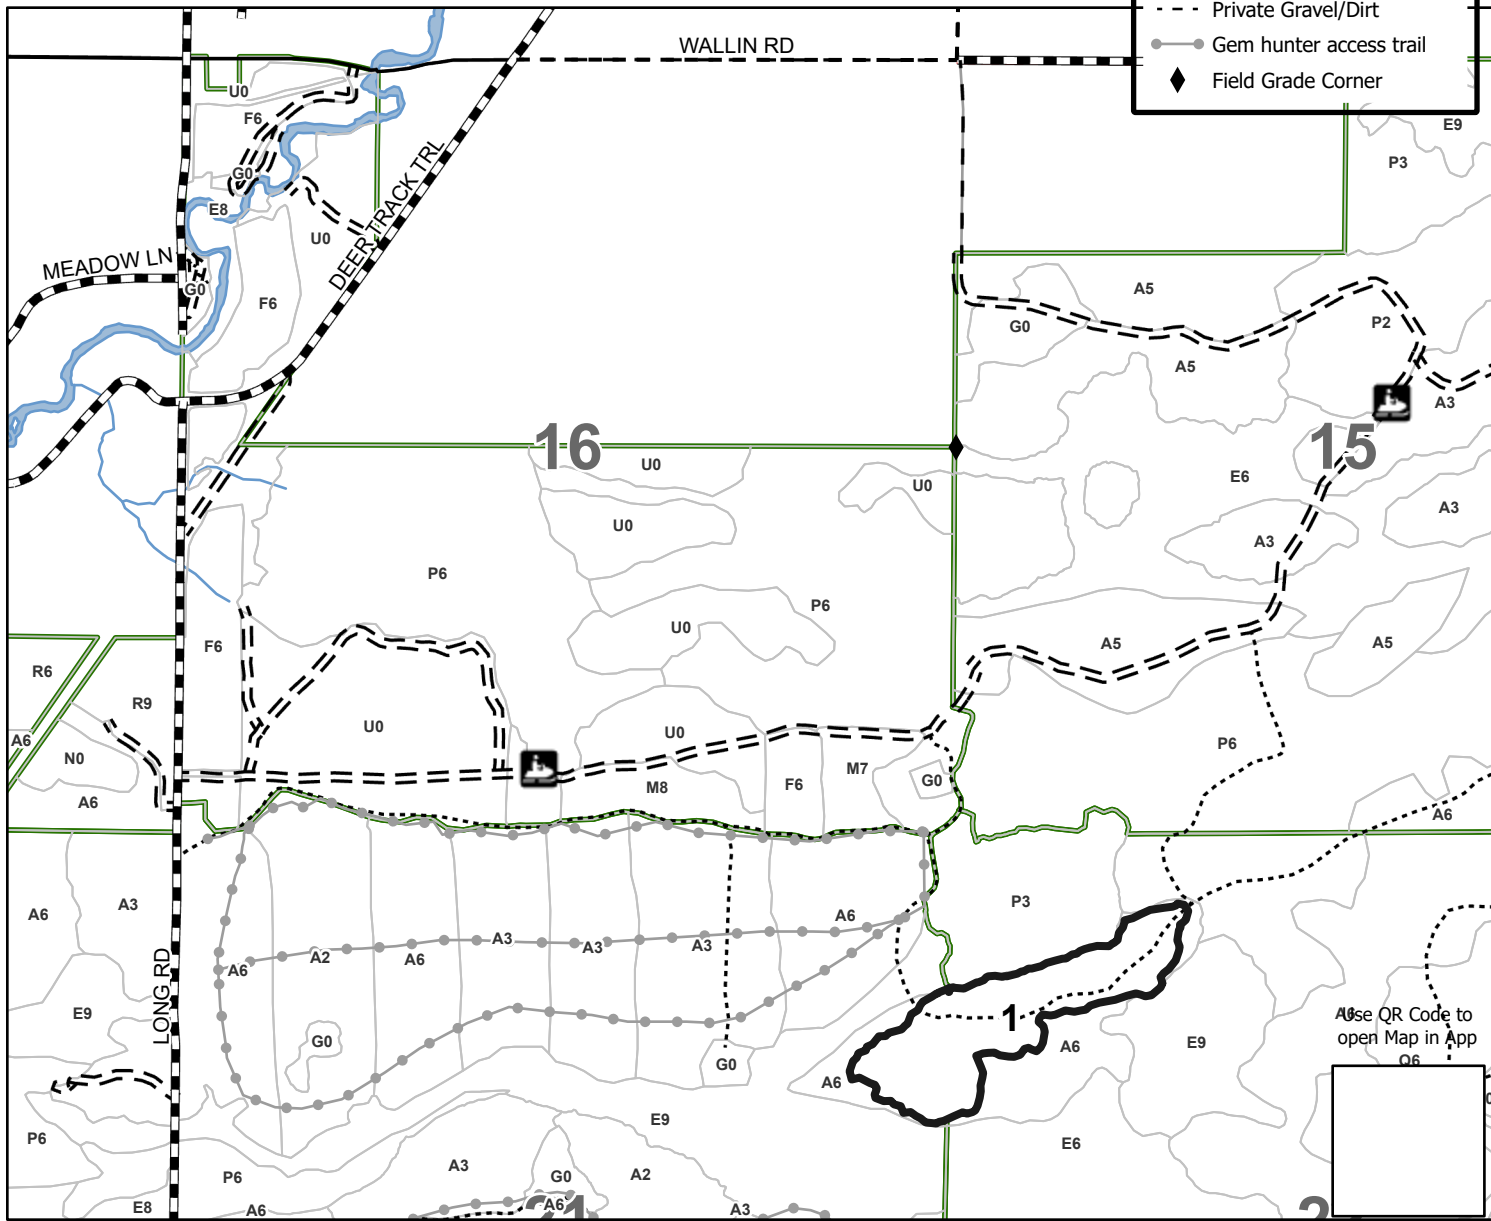 Private Gravel/Dirt
Gem hunter access trail
Field Grade Corner
WALLIN RD
U0
F6
E9
P3
G0
DEER TRACK TRL
E8
U0
MEADOW LN
G0
A5
F6
G0
P2
A5
A3
16
15
U0
E6
U0
A3
U0
A3
P6
P6
U0
F6
A5
A5
R6
R9
U0
U0
A6
P6
N0
M7
G0
M8
F6
A6
A6
A3
A6
P3
A6
A3
A3
A3
A2
A6
A6
LONG RD
E9
1
A6
Use QR Code to
open Map in App
G0
A6
E9
G0
A6
Q6
E9
P6
E6
A3
P6
G0
A2
E8
A6
A6
21
A3
2